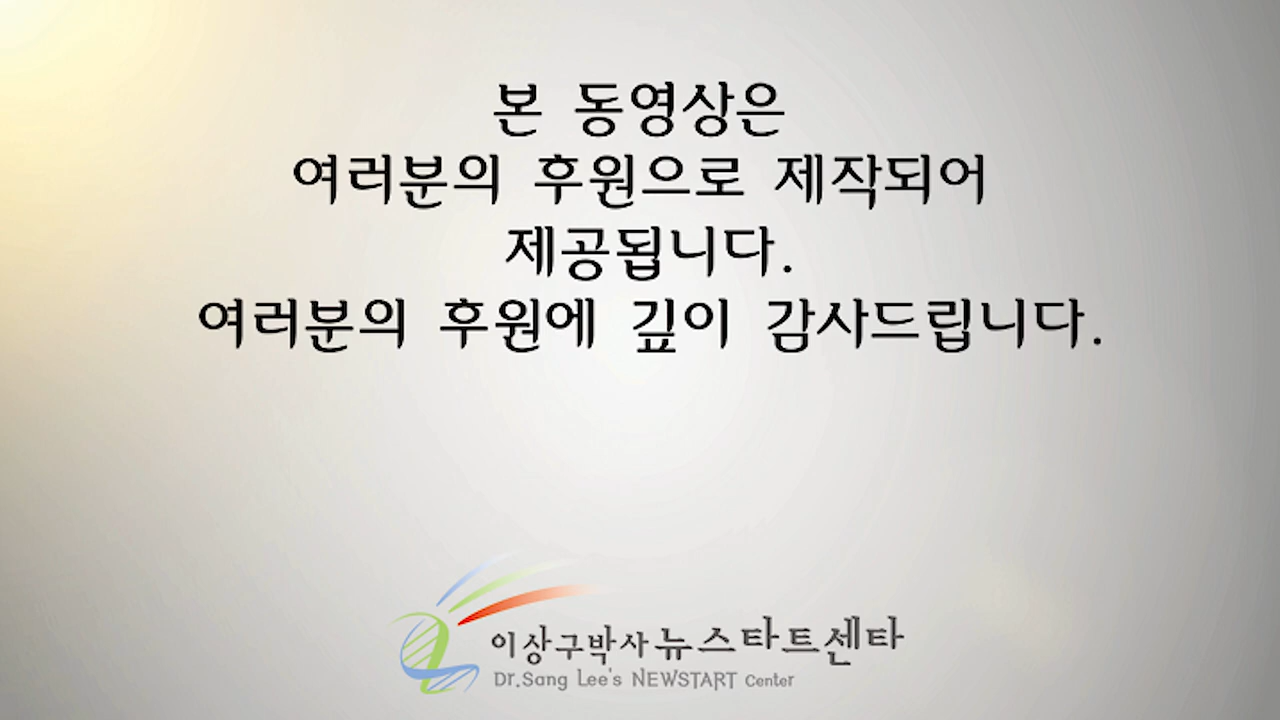 본 동영상은
여러분의 후원으로 제작되어
제공됩니다.
여러분의 후원에 깊이 감사드립니다.
이상구박사뉴스타트센타
Dr.Sang Lee's NEWSTART Center